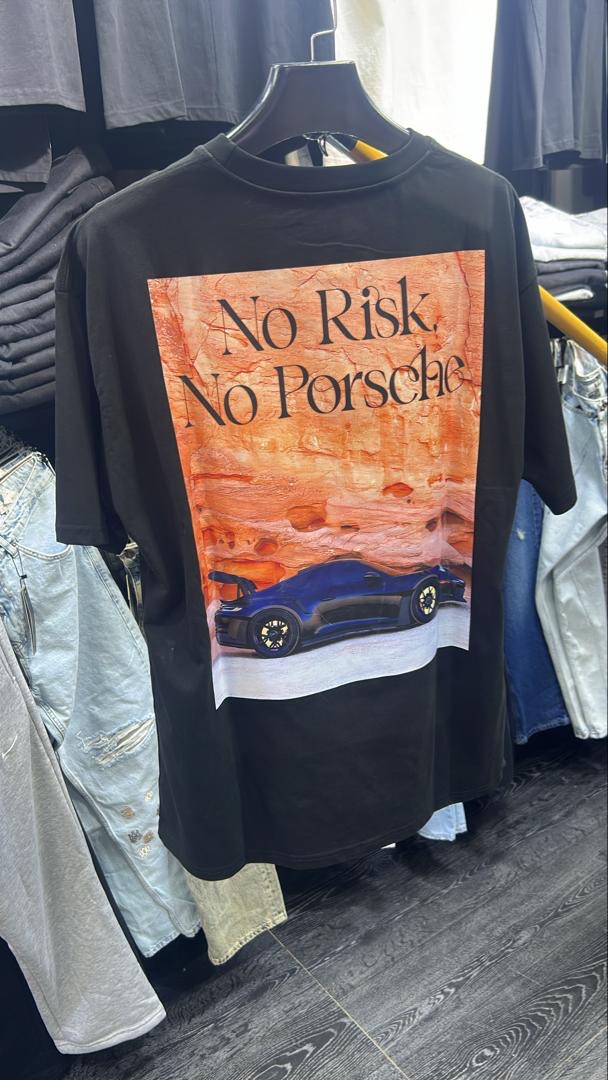 No Risk,
No Porsche